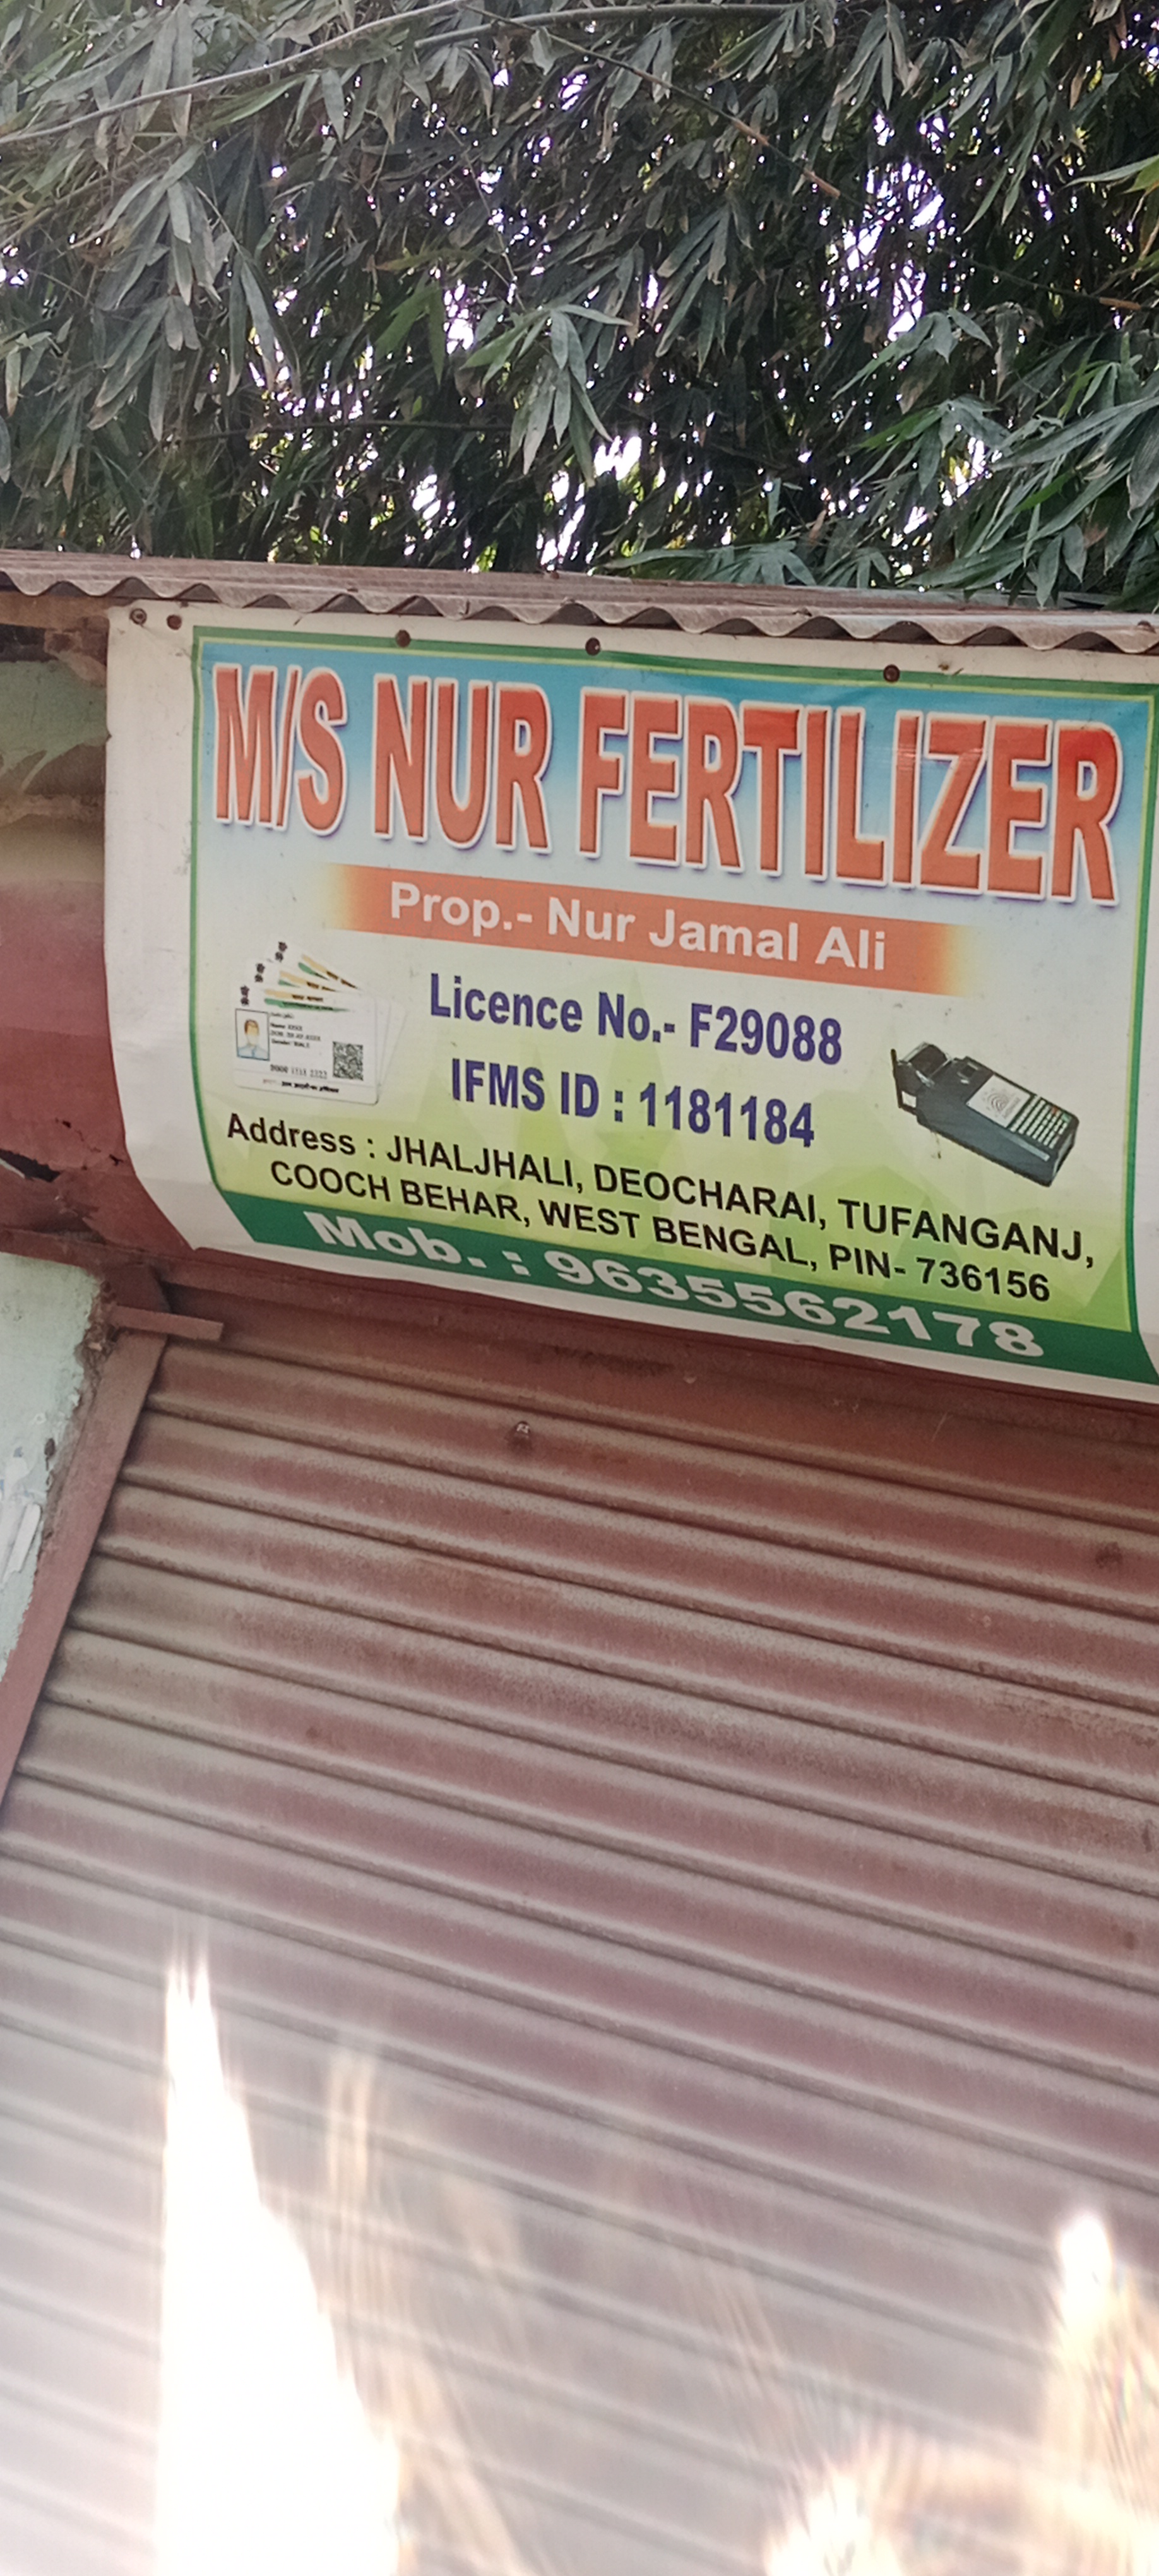 M/S NUR FERTILIZER
Prop.- Nur Jamal Ali
Licence No.- F29088
IFMS ID : 1181184
Address : JHALJHALI, DEOCHARAI, TUFANGANJ,
COOCH BEHAR, WEST BENGAL, PIN- 736156
Mob. : 9635562178